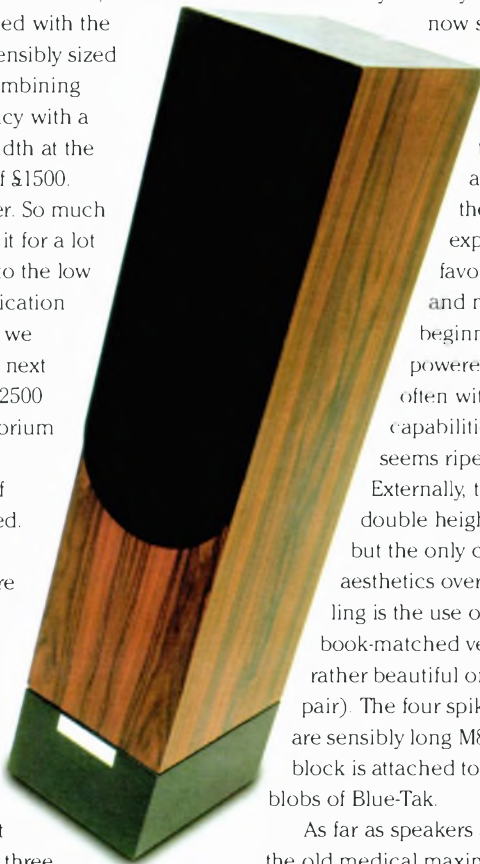 ed with the
ensibly sized
mbining
cy with a
dth at the
f £1500.
er. So much
it for a lot
to the low
ication
we
next
2500
orium
f
ed.
re
t
three
now s
a
the
exp
favo
and n
beginn
powere
often wit
capabiliti
seems ripe
Externally, t
double heigh
but the only
aesthetics over
ling is the use o
book-matched ve
rather beautiful
pair). The four spik
are sensibly long
block is attached to
blobs of Blue-Tak.
As far as speakers
the old medical maxim